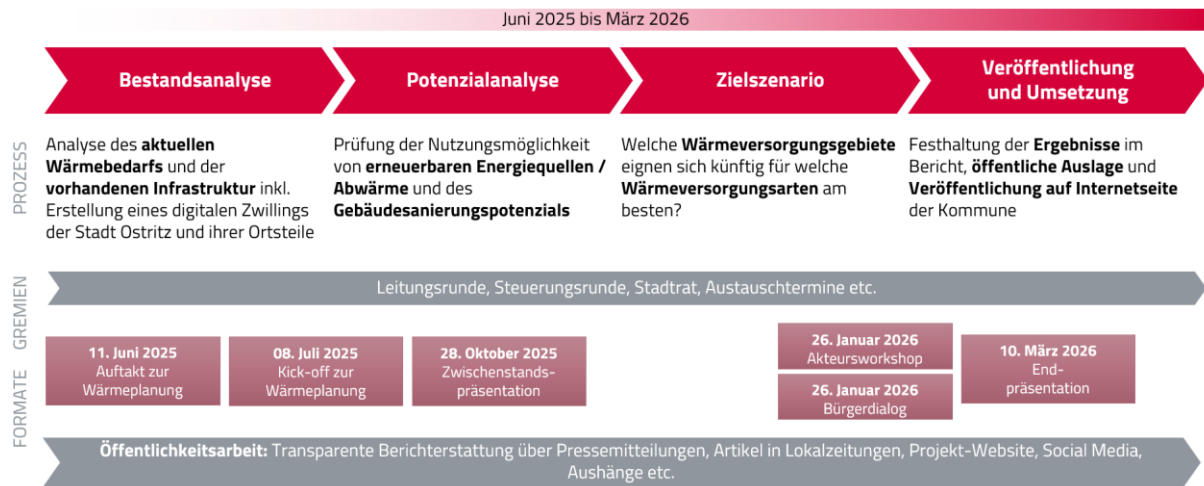 Juni 2025 bis März 2026
Bestandsanalyse
Potenzialanalyse
Zielszenario
Veröffentlichung
und Umsetzung
PROZESS
Analyse des aktuellen
Wärmebedarfs und der
vorhandenen Infrastruktur inkl.
Erstellung eines digitalen Zwillings
der Stadt Ostritz und ihrer Ortsteile
Prüfung der Nutzungsmöglichkeit
von erneuerbaren Energiequellen /
Abwärme und des
Gebäudesanierungspotenzials
Welche Wärmeversorgungsgebiete
eignen sich künftig für welche
Wärmeversorgungsarten am
besten?
Festhaltung der Ergebnisse im
Bericht, öffentliche Auslage und
Veröffentlichung auf Internetseite
der Kommune
GREMIEN
Leitungsrunde, Steuerungsrunde, Stadtrat, Austauschtermine etc.
FORMATE
11. Juni 2025
Auftakt zur
Wärmeplanung
08. Juli 2025
Kick-off zur
Wärmeplanung
28. Oktober 2025
Zwischenstands-
präsentation
26. Januar 2026
Akteursworkshop
26. Januar 2026
Bürgerdialog
10. März 2026
End-
präsentation
Öffentlichkeitsarbeit: Transparente Berichterstattung über Pressemitteilungen, Artikel in Lokalzeitungen, Projekt-Website, Social Media,
Aushänge etc.